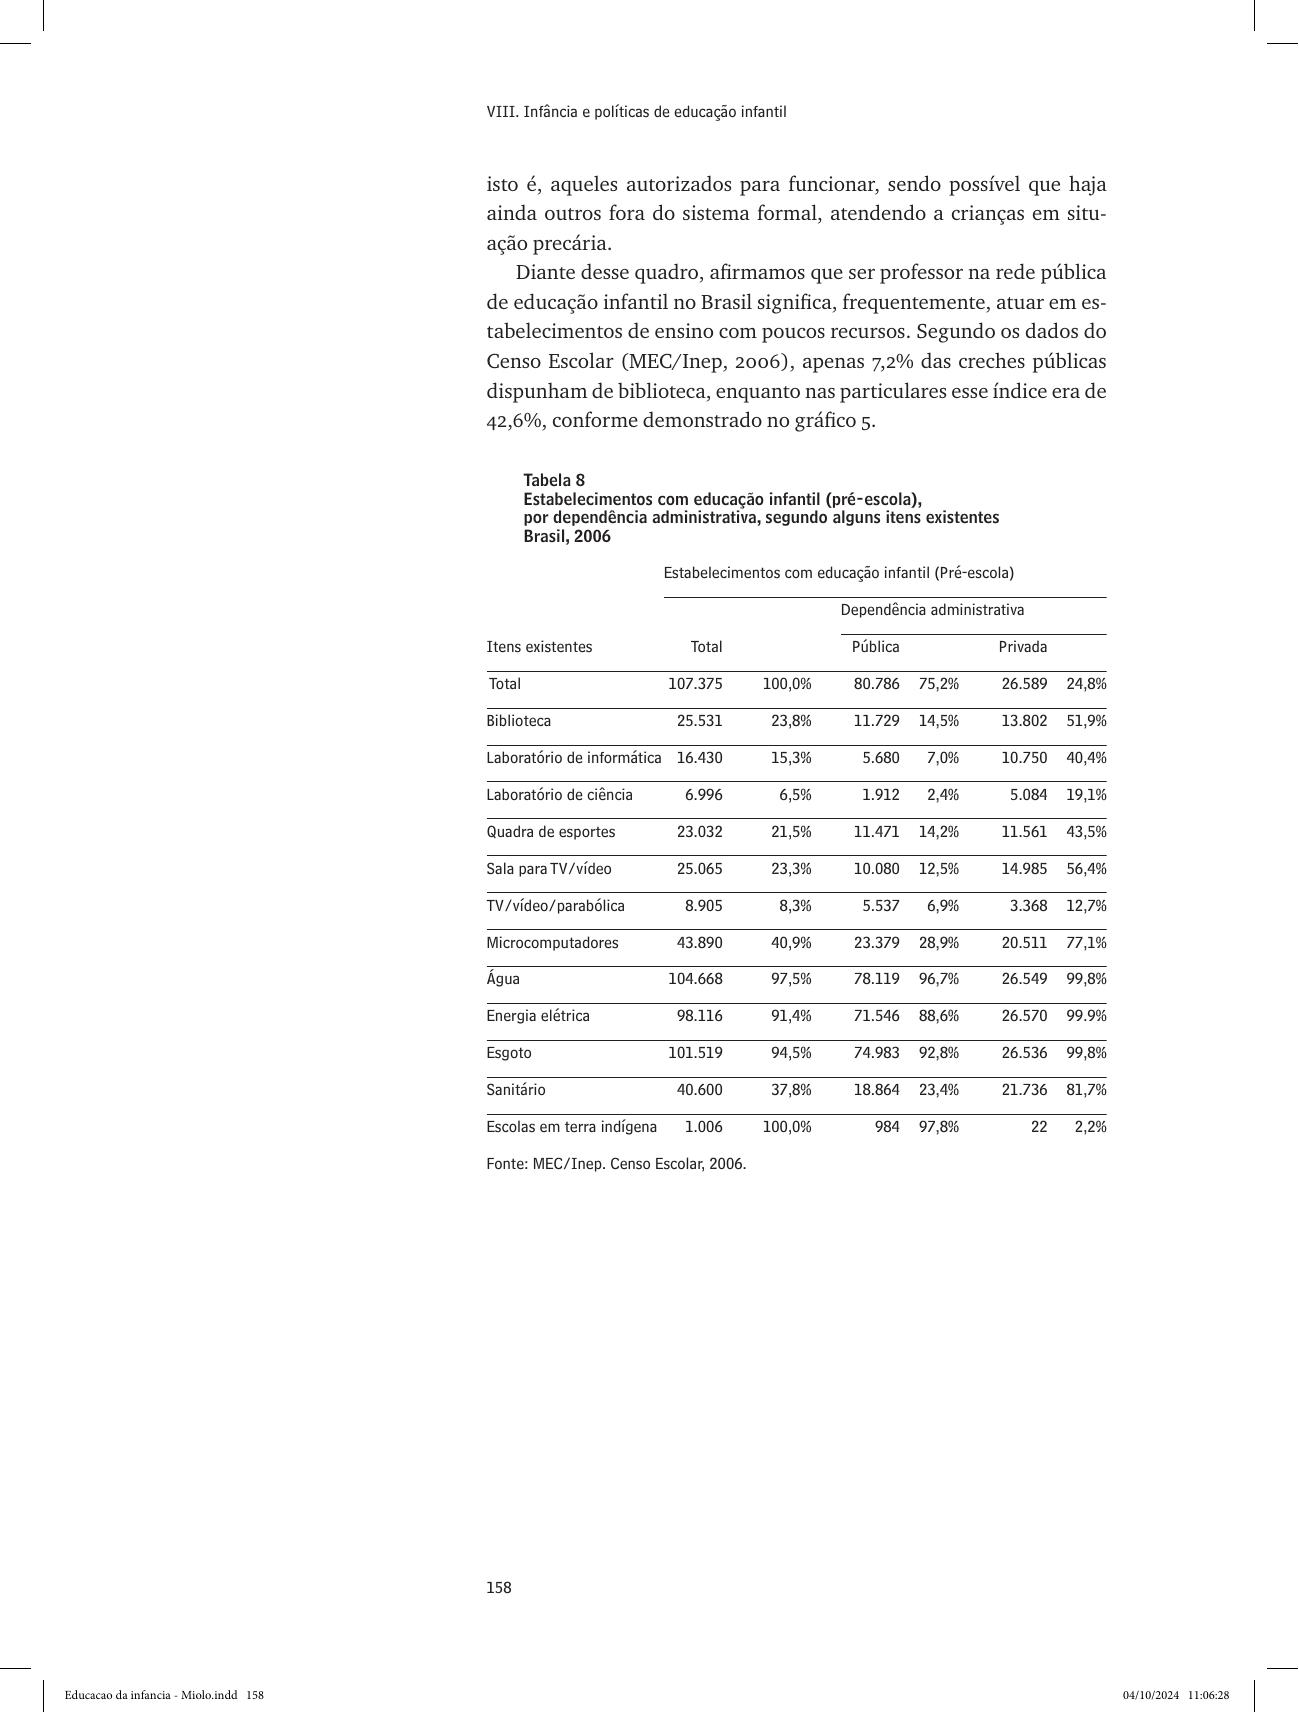 VIII. Infância e políticas de educação infantil
isto é, aqueles autorizados para funcionar, sendo possível que haja
ainda outros fora do sistema formal, atendendo a crianças em situ-
ação precária.
Diante desse quadro, afirmamos que ser professor na rede pública
de educação infantil no Brasil significa, frequentemente, atuar em es-
tabelecimentos de ensino com poucos recursos. Segundo os dados do
Censo Escolar (MEC/Inep, 2006), apenas 7,2% das creches públicas
dispunham de biblioteca, enquanto nas particulares esse índice era de
42,6%, conforme demonstrado no gráfico 5.
Tabela 8
Estabelecimentos com educação infantil (pré-escola),
por dependência administrativa, segundo alguns itens existentes
Brasil, 2006
Estabelecimentos com educação infantil (Pré-escola)
Dependência administrativa
Itens existentes Total Pública Privada
Total 107.375 100,0% 80.786 75,2% 26.589 24,8%
Biblioteca 25.531 23,8% 11.729 14,5% 13.802 51,9%
Laboratório de informática 16.430 15,3% 5.680 7,0% 10.750 40,4%
Laboratório de ciência 6.996 6,5% 1.912 2,4% 5.084 19,1%
Quadra de esportes 23.032 21,5% 11.471 14,2% 11.561 43,5%
Sala para TV/vídeo 25.065 23,3% 10.080 12,5% 14.985 56,4%
TV/vídeo/parabólica 8.905 8,3% 5.537 6,9% 3.368 12,7%
Microcomputadores 43.890 40,9% 23.379 28,9% 20.511 77,1%
Água 104.668 97,5% 78.119 96,7% 26.549 99,8%
Energia elétrica 98.116 91,4% 71.546 88,6% 26.570 99.9%
Esgoto 101.519 94,5% 74.983 92,8% 26.536 99,8%
Sanitário 40.600 37,8% 18.864 23,4% 21.736 81,7%
Escolas em terra indígena 1.006 100,0% 984 97,8% 22 2,2%
Fonte: MEC/Inep. Censo Escolar, 2006.
158
Educacao da infancia - Miolo.indd 158 04/10/2024 11:06:28